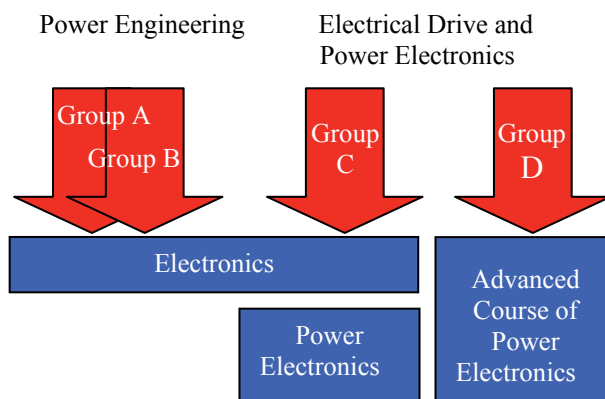 Power Engineering
Electrical Drive and
Power Electronics
Group A
Group B
Group
C
Group
D
Electronics
Power
Electronics
Advanced
Course of
Power
Electronics